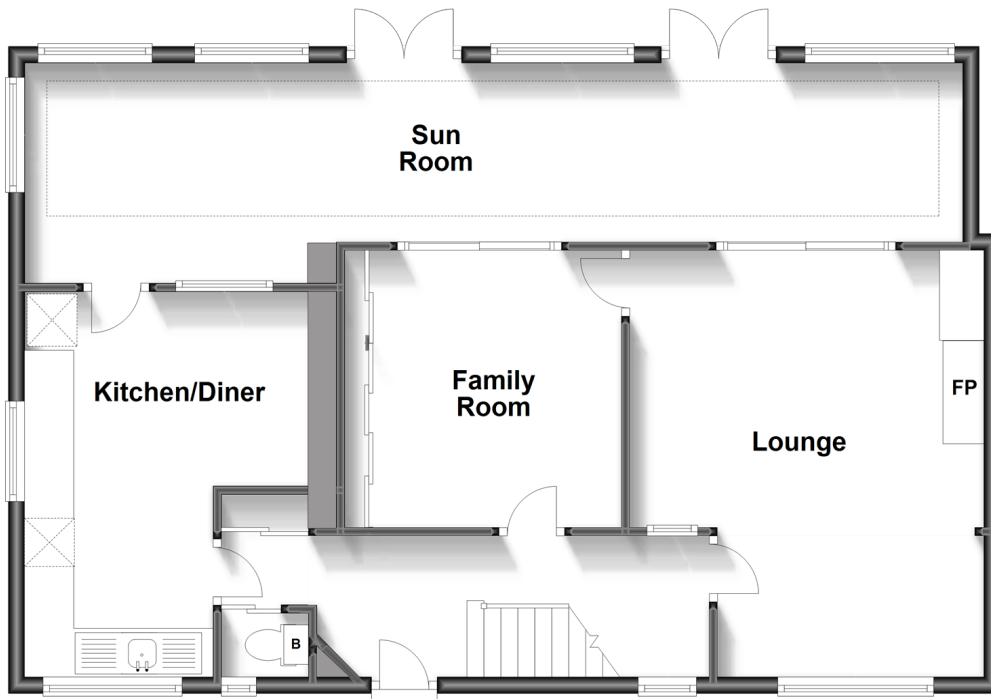 Sun
Room
Kitchen/Diner
Family
Room
FP
Lounge
B